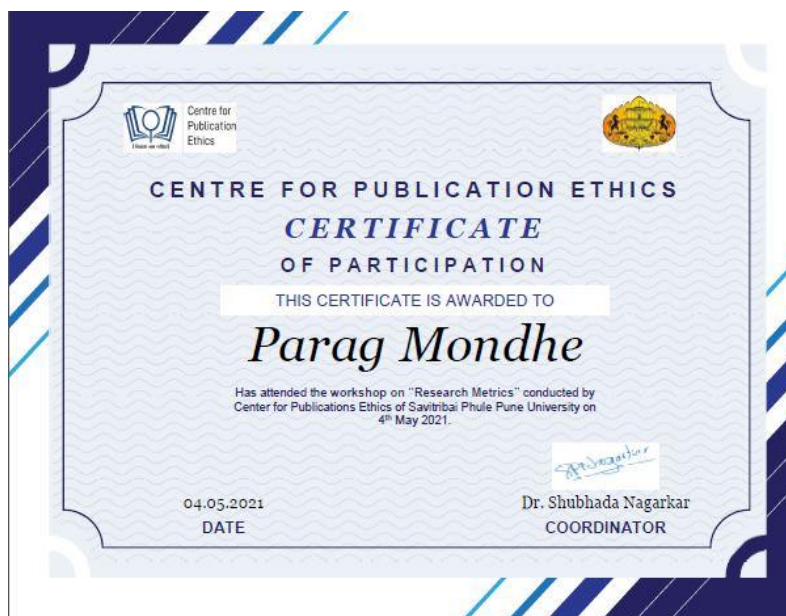 Centre for
Publication
Ethics
CENTRE FOR PUBLICATION ETHICS
CERTIFICATE
OF PARTICIPATION
THIS CERTIFICATE IS AWARDED TO
Parag Mondhe
Has attended the workshop on "Research Metrics" conducted by
Center for Publications Ethics of Savitribai Phule Pune University on
4th May 2021.
04.05.2021
DATE
Dr. Shubhada Nagarkar
COORDINATOR